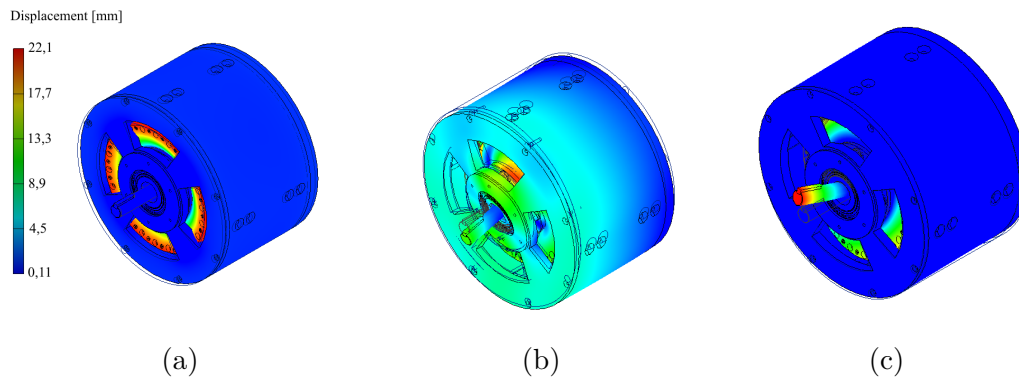 Displacement [mm]
22,1
17,7
13,3
8,9
4,5
0,11
(a)
(b)
(c)